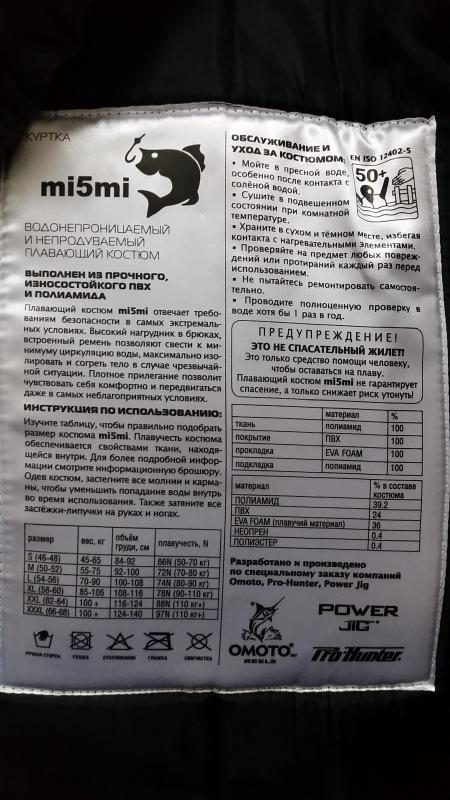 КУРТКА
mi5mi
ВОДОНЕПРОНИЦАЕМЫЙ
И НЕПРОДУВАЕМЫЙ
ПЛАВАЮЩИЙ КОСТЮМ
ВЫПОЛНЕН ИЗ ПРОЧНОГО,
ИЗНОСОСТОЙКОГО ПВХ
И ПОЛИАМИДА
Плавающий костюм mi5mi отвечает требо-
ваниям безопасности в самых экстремаль-
ных условиях. Высокий нагрудник в брюках,
встроенный ремень позволяют свести к ми-
нимуму циркуляцию воды, максимально изо-
лировать и согреть тело в случае чрезвычай-
ной ситуации. Плотное прилегание позволит
чувствовать себя комфортно и передвигаться
даже в самых неблагоприятных условиях.
ИНСТРУКЦИЯ ПО ИСПОЛЬЗОВАНИЮ:
Изучите таблицу, чтобы правильно подобрать
размер костюма mi5mi. Плавучесть костюма
обеспечивается свойствами ткани, находя-
щейся внутри. Для более подробной инфор-
мации смотрите информационную брошюру.
Одев костюм, застегните все молнии и карма-
ны, чтобы уменьшить попадание воды внутрь
во время использования. Также затяните все
застёжки-липучки на руках и ногах.
размер вес, кг объём груди, см плавучесть, N
S (46-48) 45-65 84-92 66N (50-70 кг)
M (50-52) 55-75 92-100 72N (70-80 кг)
L (54-56) 70-90 100-108 74N (80-90 кг)
XL (58-60) 85-105 108-116 78N (90-110 кг)
XXL (62-64) 100 + 116-124 88N (110 кг+)
XXXL (66-68) 100 + 124-140 97N (110 кг+)
РУЧНАЯ СТИРКА СУШКА ОТБЕЛИВАНИЕ ГЛАЖКА ХИМЧИСТКА
ОБСЛУЖИВАНИЕ И
УХОД ЗА КОСТЮМОМ:
EN ISO 12402-5
50+
• Мойте в пресной воде,
особенно после контакта с
солёной водой.
• Сушите в подвешенном
состоянии при комнатной
температуре.
• Храните в сухом и тёмном месте, избегая
контакта с нагревательными элементами.
• Проверяйте на предмет любых повреж-
дений или протираний каждый раз перед
использованием.
• Не пытайтесь ремонтировать самостоя-
тельно.
• Проводите полноценную проверку в
воде хотя бы 1 раз в год.
ПРЕДУПРЕЖДЕНИЕ!
ЭТО НЕ СПАСАТЕЛЬНЫЙ ЖИЛЕТ!
Это только средство помощи человеку,
чтобы оставаться на плаву.
Плавающий костюм mi5mi не гарантирует
спасение, а только снижает риск утонуть!
материал %
ткань полиамид 100
покрытие ПВХ 100
прокладка EVA FOAM 100
подкладка полиамид 100
материал % в составе костюма
ПОЛИАМИД 39.2
ПВХ 24
EVA FOAM (плавучий материал) 36
НЕОПРЕН 0.4
ПОЛИЭСТЕР 0.4
Разработано и произведено
по специальному заказу компаний
Omoto, Pro-Hunter, Power Jig
OMOTO
REELS
POWER
JIG
Pro Hunter